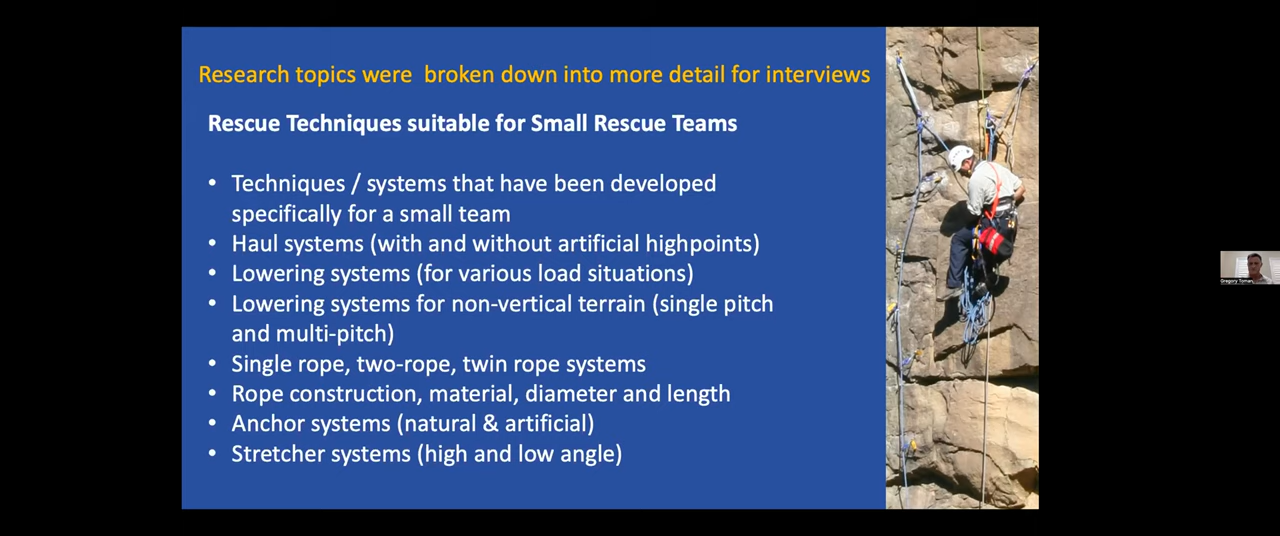 Research topics were broken down into more detail for interviews
Rescue Techniques suitable for Small Rescue Teams
• Techniques / systems that have been developed
specifically for a small team
• Haul systems (with and without artificial highpoints)
• Lowering systems (for various load situations)
• Lowering systems for non-vertical terrain (single pitch
and multi-pitch)
• Single rope, two-rope, twin rope systems
• Rope construction, material, diameter and length
• Anchor systems (natural & artificial)
• Stretcher systems (high and low angle)
Gregory Toman